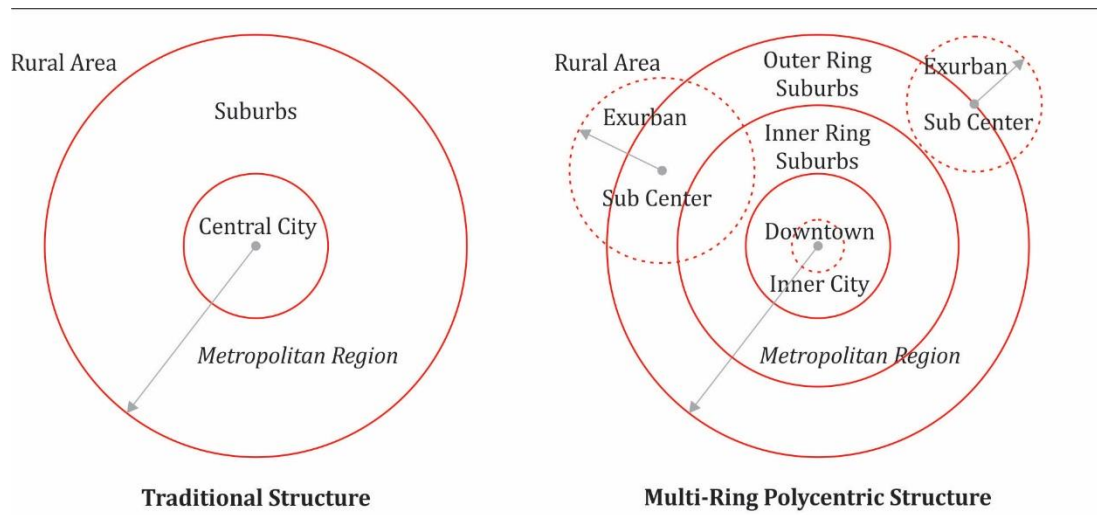 Rural Area
Suburbs
Central City
Metropolitan Region
Traditional Structure
Rural Area
Outer Ring
Suburbs
Exurban
Sub Center
Inner Ring
Suburbs
Exurban
Sub Center
Downtown
Inner City
Metropolitan Region
Multi-Ring Polycentric Structure